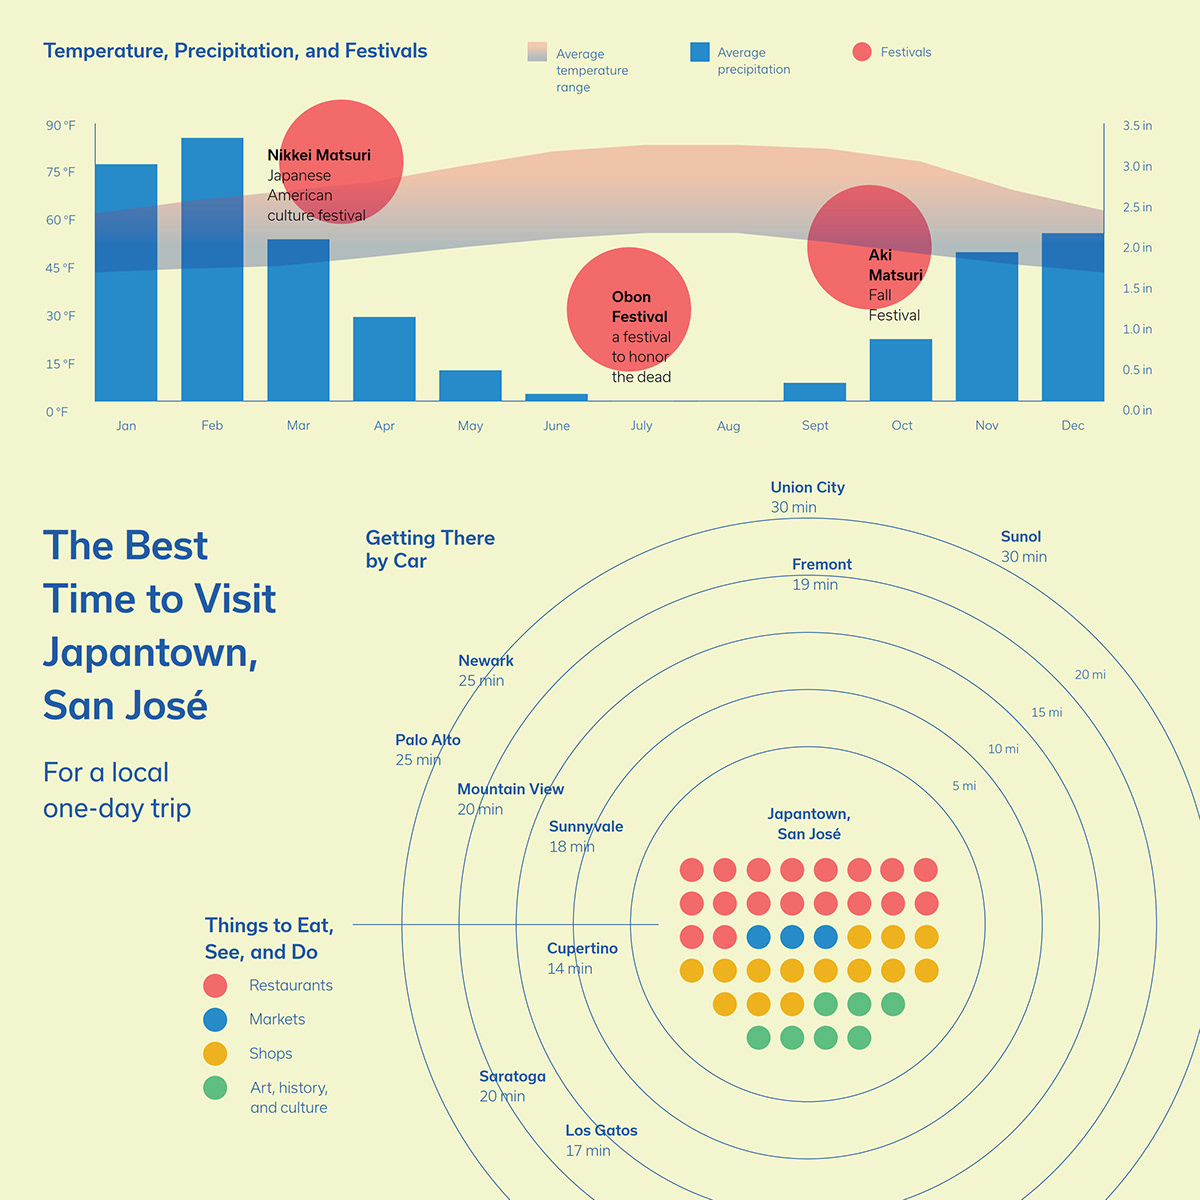 Temperature, Precipitation, and Festivals
Average
temperature
range
Average
precipitation
Festivals
90 °F
75 °F
60 °F
45 °F
30 °F
15 °F
0 °F
3.5 in
3.0 in
2.5 in
2.0 in
1.5 in
1.0 in
0.5 in
0.0 in
Nikkei Matsuri
Japanese
American
culture festival
Obon
Festival
a festival
to honor
the dead
Aki
Matsuri
Fall
Festival
Jan
Feb
Mar
Apr
May
June
July
Aug
Sept
Oct
Nov
Dec
The Best
Time to Visit
Japantown,
San José
For a local
one-day trip
Getting There
by Car
Union City
30 min
Sunol
30 min
Fremont
19 min
Newark
25 min
Palo Alto
25 min
Mountain View
20 min
Sunnyvale
18 min
Cupertino
14 min
Saratoga
20 min
Los Gatos
17 min
20 mi
15 mi
10 mi
5 mi
Japantown,
San José
Things to Eat,
See, and Do
Restaurants
Markets
Shops
Art, history,
and culture